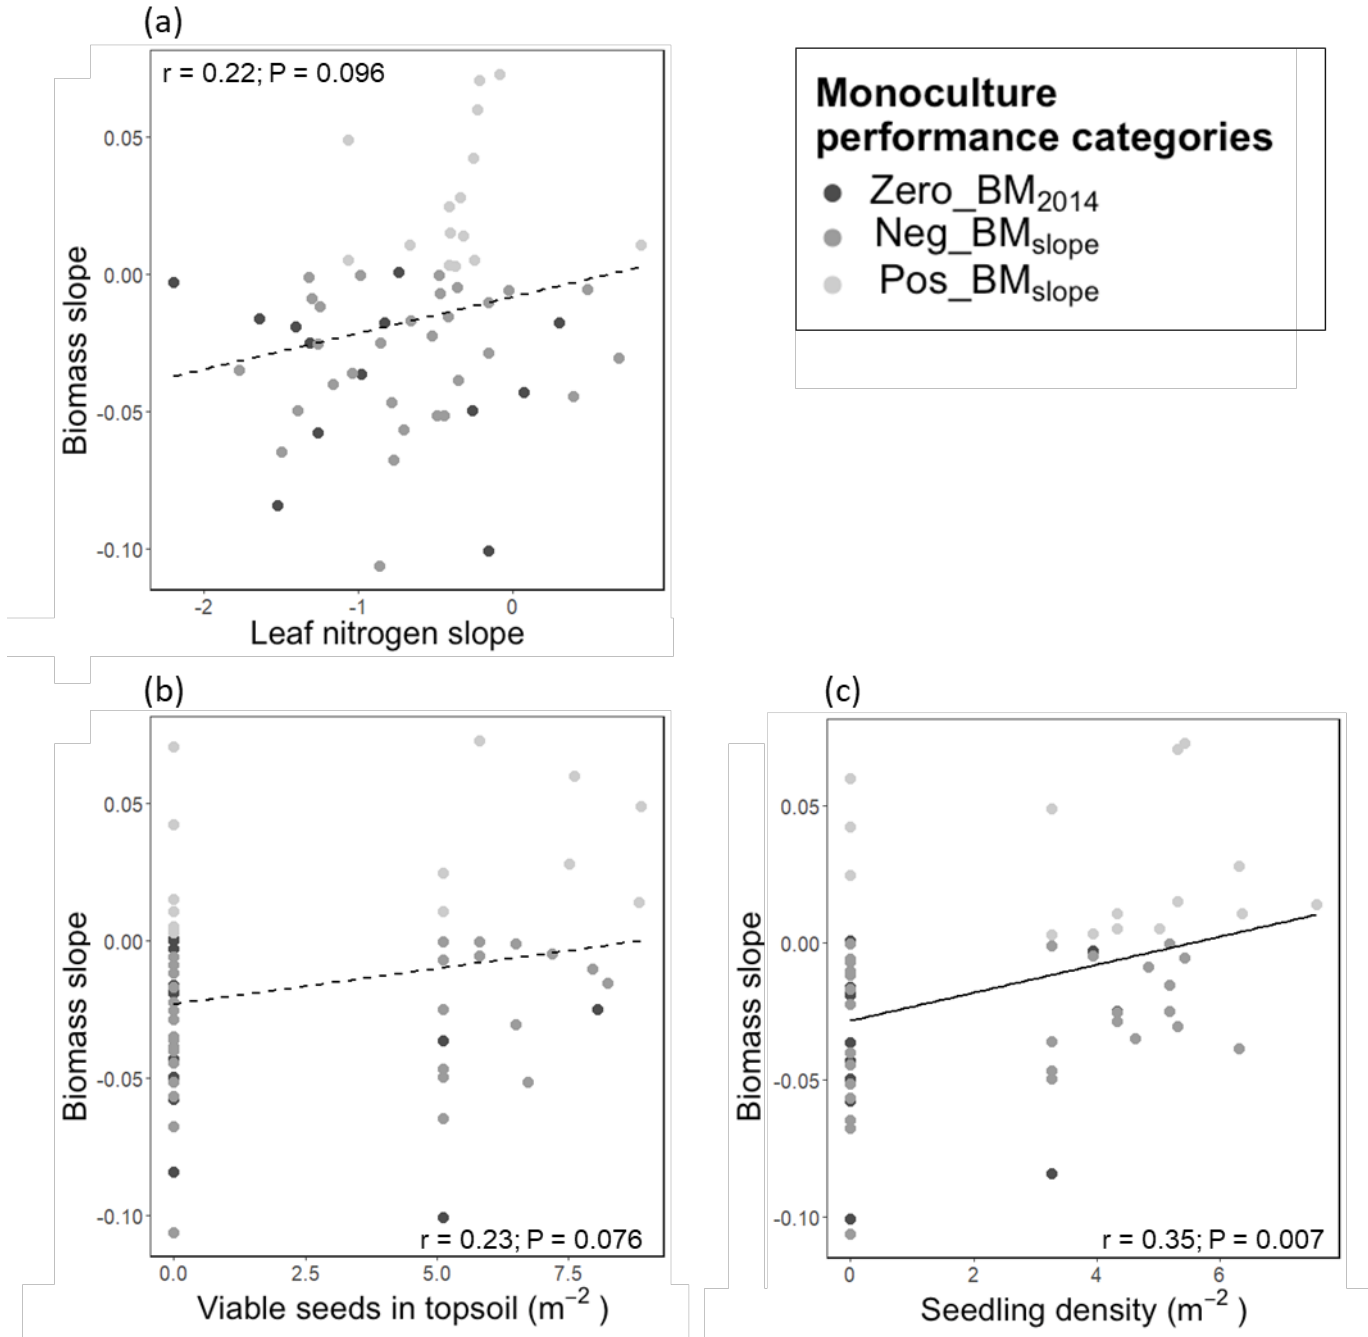 (a)
r = 0.22; P = 0.096
0.05
0.00
-0.05
-0.10
Biomass slope
-2 -1 0
Leaf nitrogen slope
Monoculture
performance categories
Zero_BM2014
Neg_BMslope
Pos_BMslope
(b)
0.05
0.00
-0.05
-0.10
Biomass slope
r = 0.23; P = 0.076
0.0 2.5 5.0 7.5
Viable seeds in topsoil (m−2 )
(c)
0.05
0.00
-0.05
-0.10
Biomass slope
r = 0.35; P = 0.007
0 2 4 6
Seedling density (m−2 )